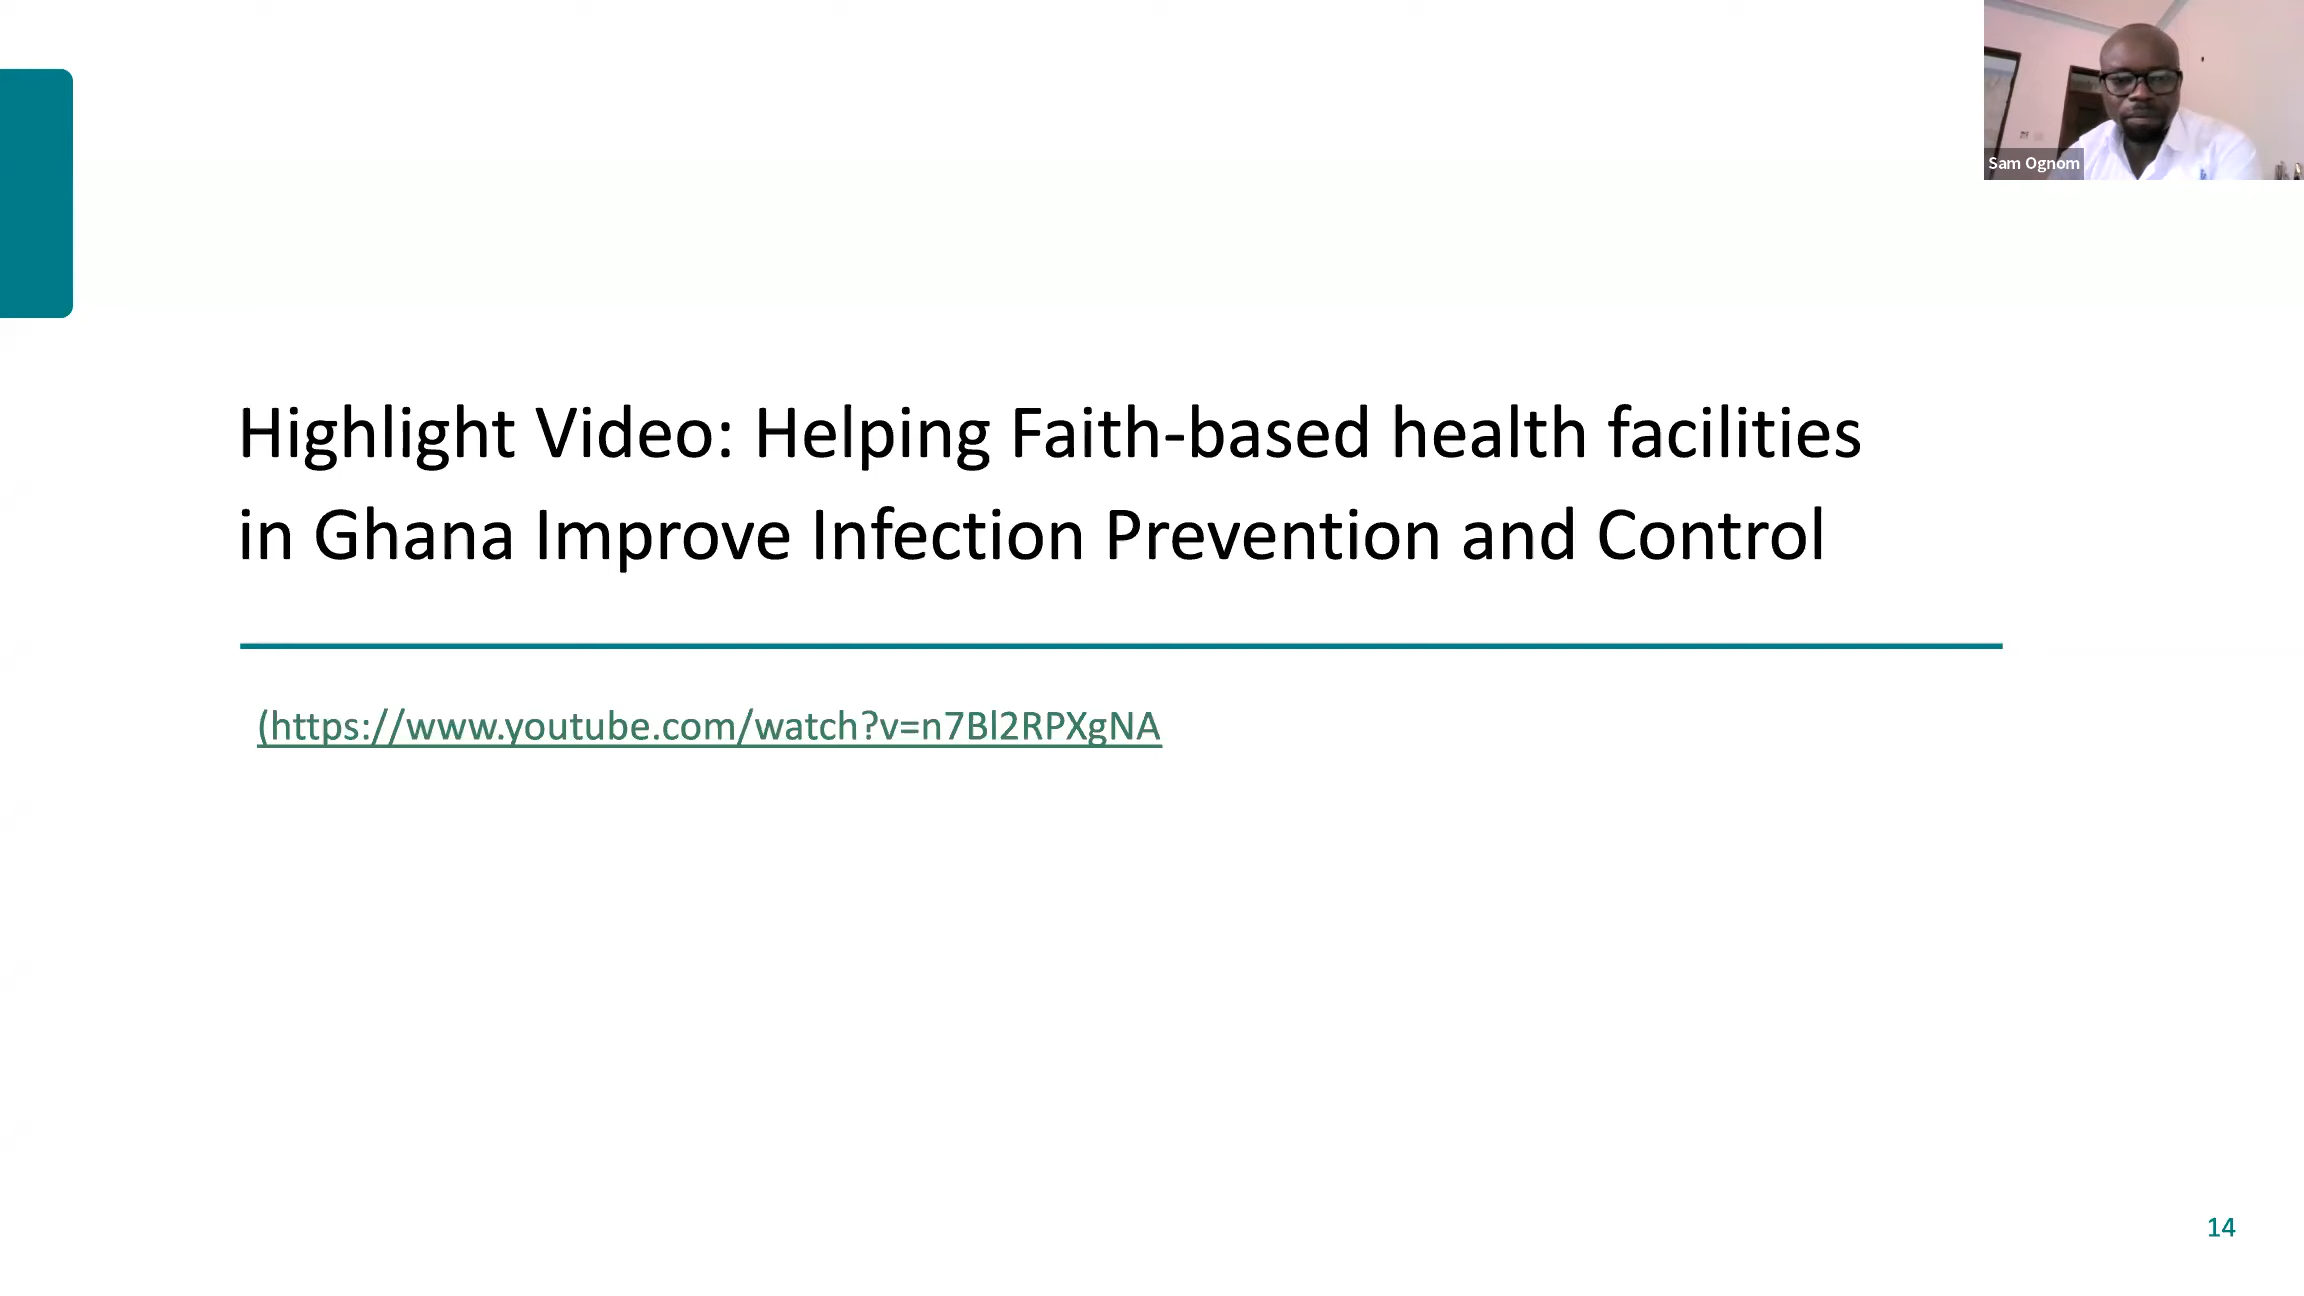 Sam Ognom
Highlight Video: Helping Faith-based health facilities
in Ghana Improve Infection Prevention and Control
(https://www.youtube.com/watch?v=n7Bl2RPXgNA
14